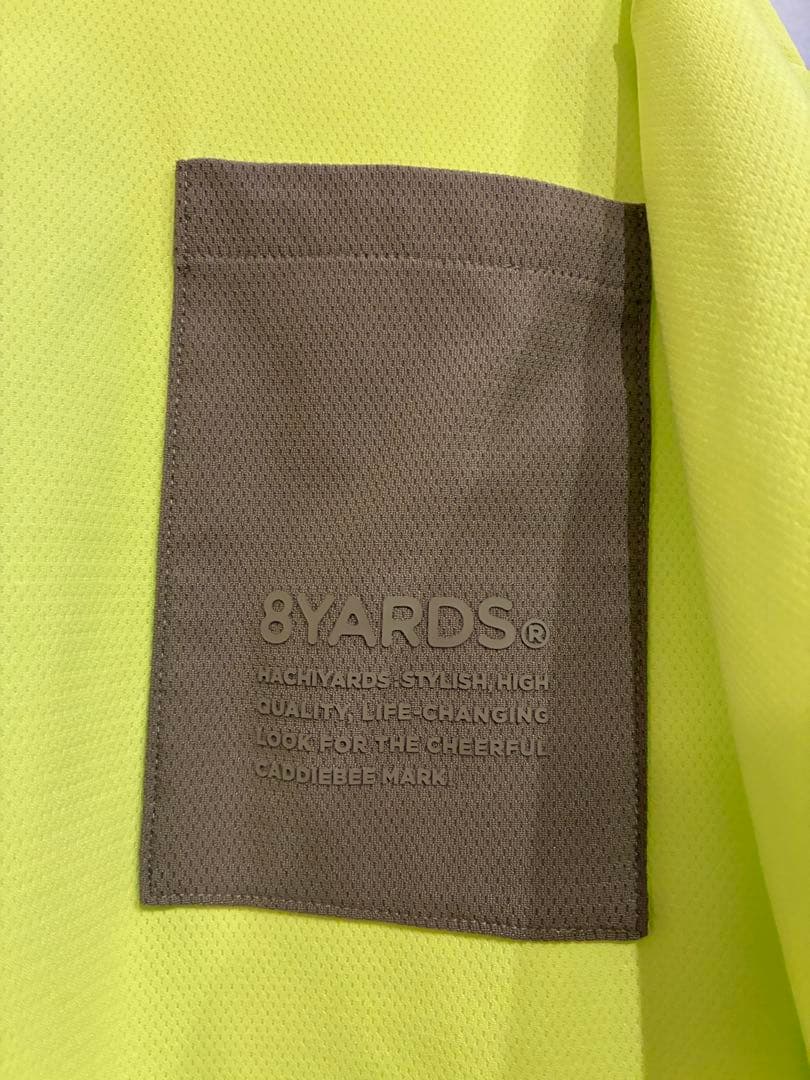 8YARDS®
HACHIYARDS: STYLISH, HIGH
QUALITY, LIFE-CHANGING
LOOK FOR THE CHEERFUL
CADDIEBEE MARK!